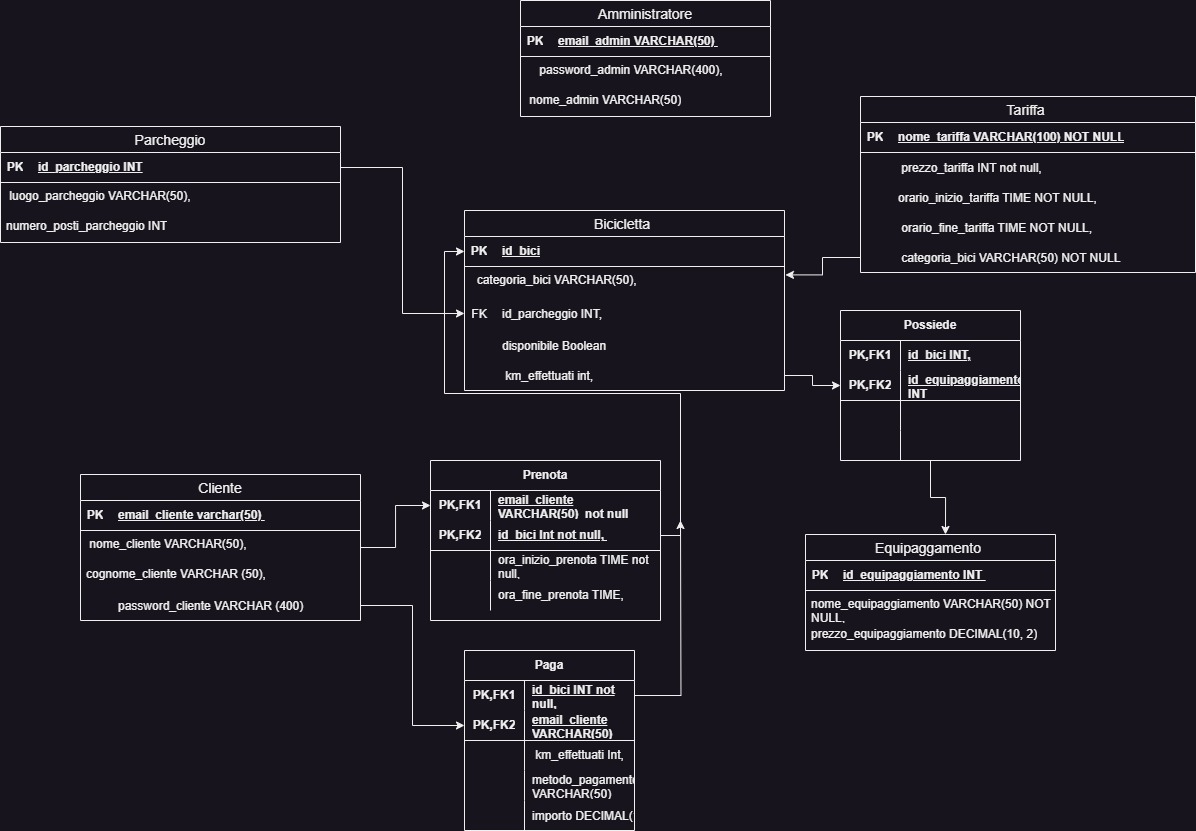 Amministratore
PK email_admin VARCHAR(50)
password_admin VARCHAR(400),
nome_admin VARCHAR(50)
Tariffa
PK nome_tariffa VARCHAR(100) NOT NULL
prezzo_tariffa INT not null,
orario_inizio_tariffa TIME NOT NULL,
orario_fine_tariffa TIME NOT NULL,
categoria_bici VARCHAR(50) NOT NULL
Parcheggio
PK id_parcheggio INT
luogo_parcheggio VARCHAR(50),
numero_posti_parcheggio INT
Bicicletta
PK id_bici
categoria_bici VARCHAR(50),
FK id_parcheggio INT,
disponibile Boolean
km_effettuati int,
Possiede
PK,FK1 id_bici INT,
PK,FK2 id_equipaggiamento
INT
Cliente
PK email_cliente varchar(50)
nome_cliente VARCHAR(50),
cognome_cliente VARCHAR (50),
password_cliente VARCHAR (400)
Prenota
PK,FK1 email_cliente
VARCHAR(50) not null
PK,FK2 id_bici Int not null,
ora_inizio_prenota TIME not
null,
ora_fine_prenota TIME,
Equipaggamento
PK id_equipaggiamento INT
nome_equipaggiamento VARCHAR(50) NOT
NULL,
prezzo_equipaggiamento DECIMAL(10, 2)
Paga
PK,FK1 id_bici INT not
null,
PK,FK2 email_cliente
VARCHAR(50)
km_effettuati Int,
metodo_pagamento
VARCHAR(50)
importo DECIMAL(